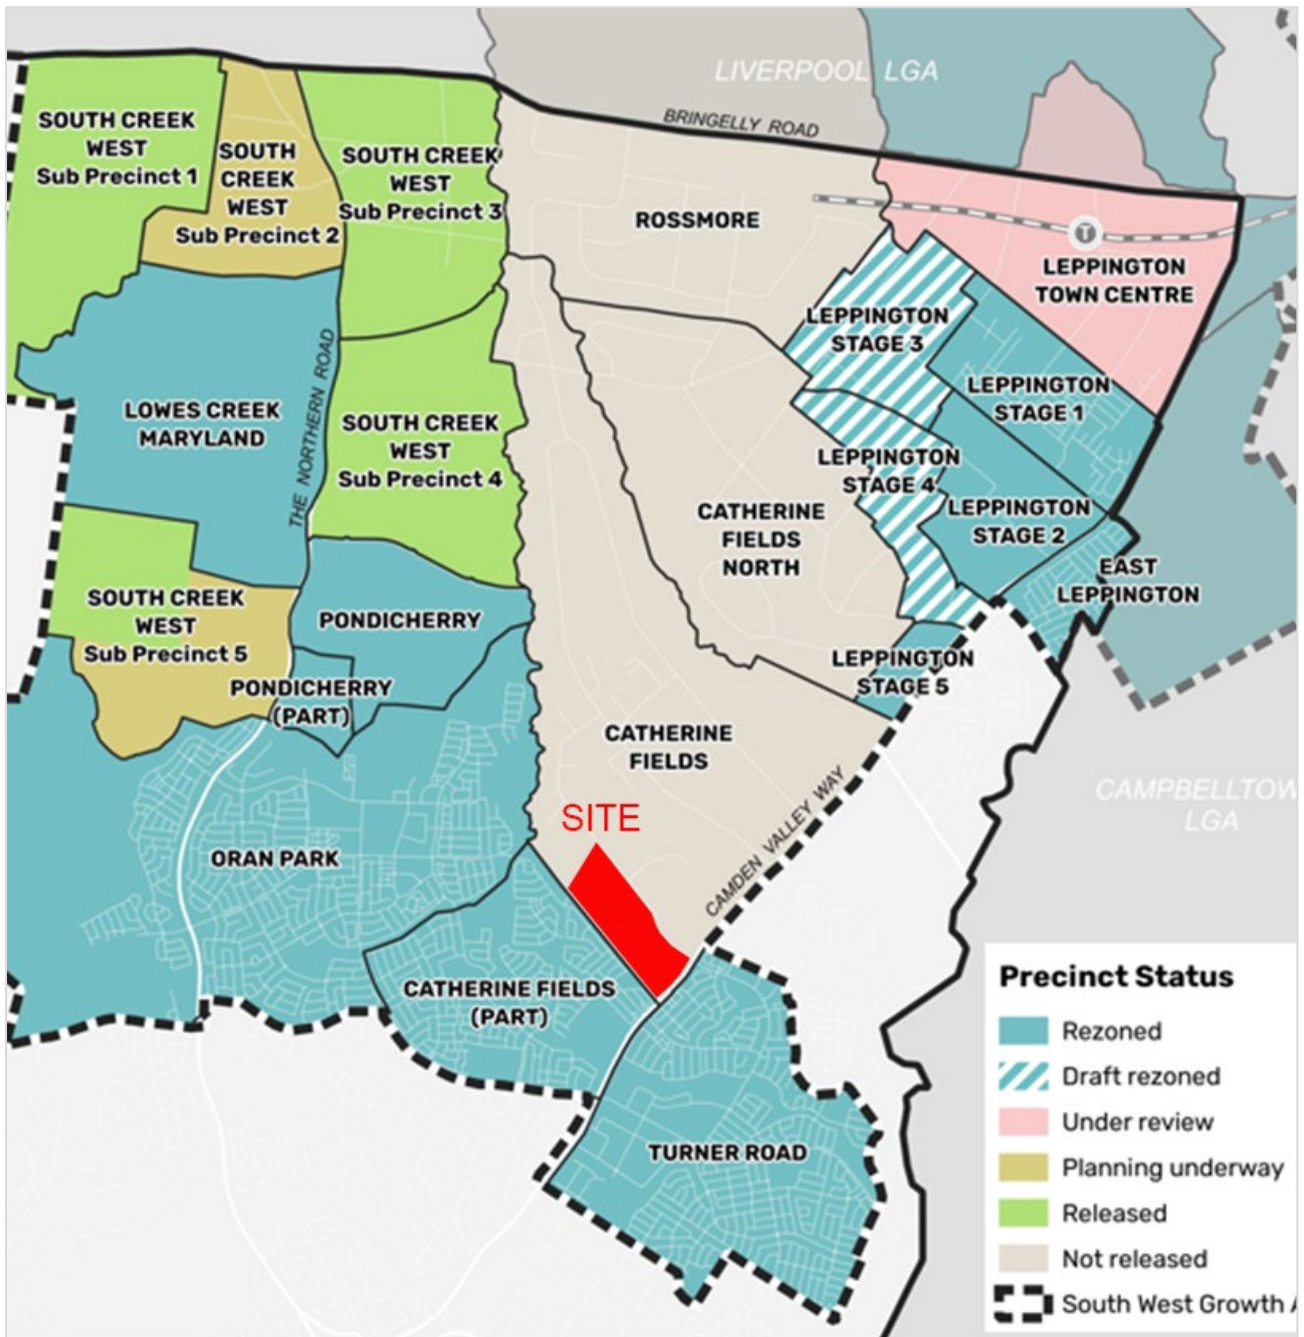 LIVERPOOL LGA
BRINGELLY ROAD
SOUTH CREEK
WEST
Sub Precinct 1
SOUTH
CREEK
WEST
Sub Precinct 2
SOUTH CREEK
WEST
Sub Precinct 3
ROSSMORE
T
LEPPINGTON
TOWN CENTRE
LEPPINGTON
STAGE 3
LEPPINGTON
STAGE 1
THE NORTHERN ROAD
LOWES CREEK
MARYLAND
SOUTH CREEK
WEST
Sub Precinct 4
LEPPINGTON
STAGE 4
CATHERINE
FIELDS
NORTH
LEPPINGTON
STAGE 2
EAST
LEPPINGTON
SOUTH CREEK
WEST
Sub Precinct 5
PONDICHERRY
PONDICHERRY
(PART)
LEPPINGTON
STAGE 5
CATHERINE
FIELDS
CAMDEN VALLEY WAY
CAMPBELLTOW
LGA
SITE
ORAN PARK
CATHERINE FIELDS
(PART)
TURNER ROAD
Precinct Status
Rezoned
Draft rezoned
Under review
Planning underway
Released
Not released
South West Growth